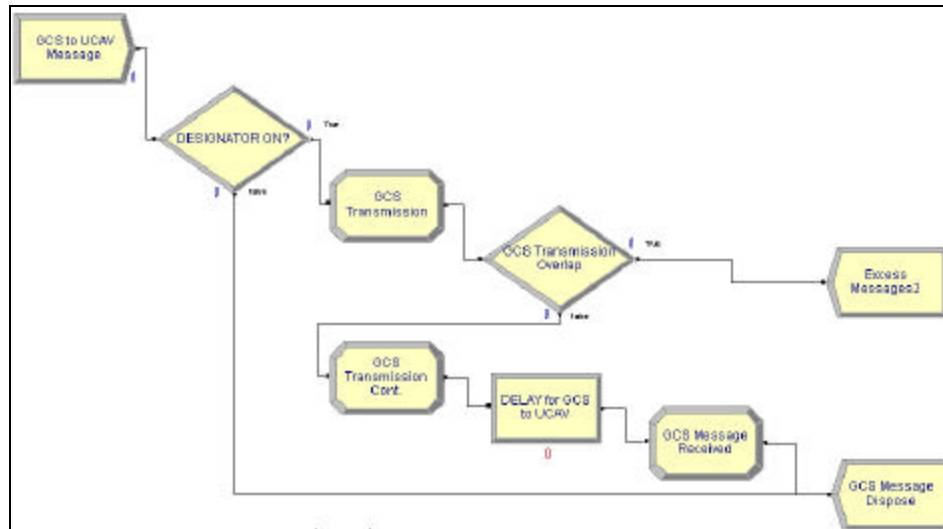 GCS to UCAV
Message
DESIGNATOR ON?
True
False
GCS
Transmission
GCS Transmission
Overlap
True
False
Excess
Messages2
GCS
Transmission
Cont.
DELAY for GCS
to UCAV
0
GCS Message
Received
GCS Message
Dispose